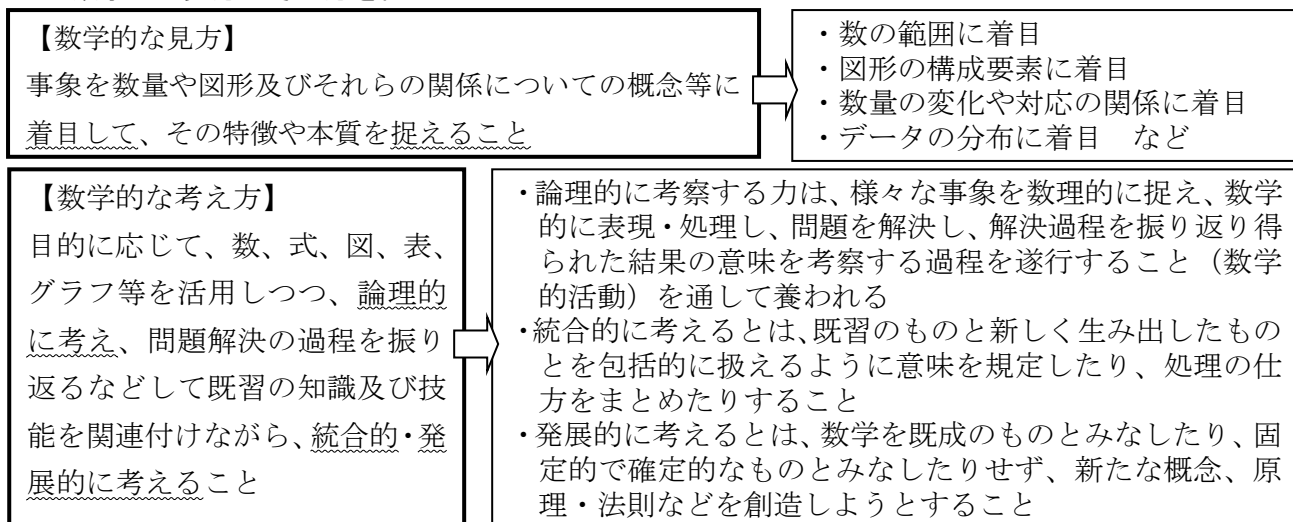 【数学的な見方】
事象を数量や図形及びそれらの関係についての概念等に
着目して、その特徴や本質を捉えること
・数の範囲に着目
・図形の構成要素に着目
・数量の変化や対応の関係に着目
・データの分布に着目　など
【数学的な考え方】
目的に応じて、数、式、図、表、
グラフ等を活用しつつ、論理的
に考え、問題解決の過程を振り
返るなどして既習の知識及び技
能を関連付けながら、統合的・発
展的に考えること
・論理的に考察する力は、様々な事象を数理的に捉え、数学
的に表現・処理し、問題を解決し、解決過程を振り返り得
られた結果の意味を考察する過程を遂行すること（数学
的活動）を通して養われる
・統合的に考えるとは、既習のものと新しく生み出したもの
とを包括的に扱えるように意味を規定したり、処理の仕
方をまとめたりすること
・発展的に考えるとは、数学を既成のものとみなしたり、固
定的で確定的なものとみなしたりせず、新たな概念、原
理・法則などを創造しようとすること